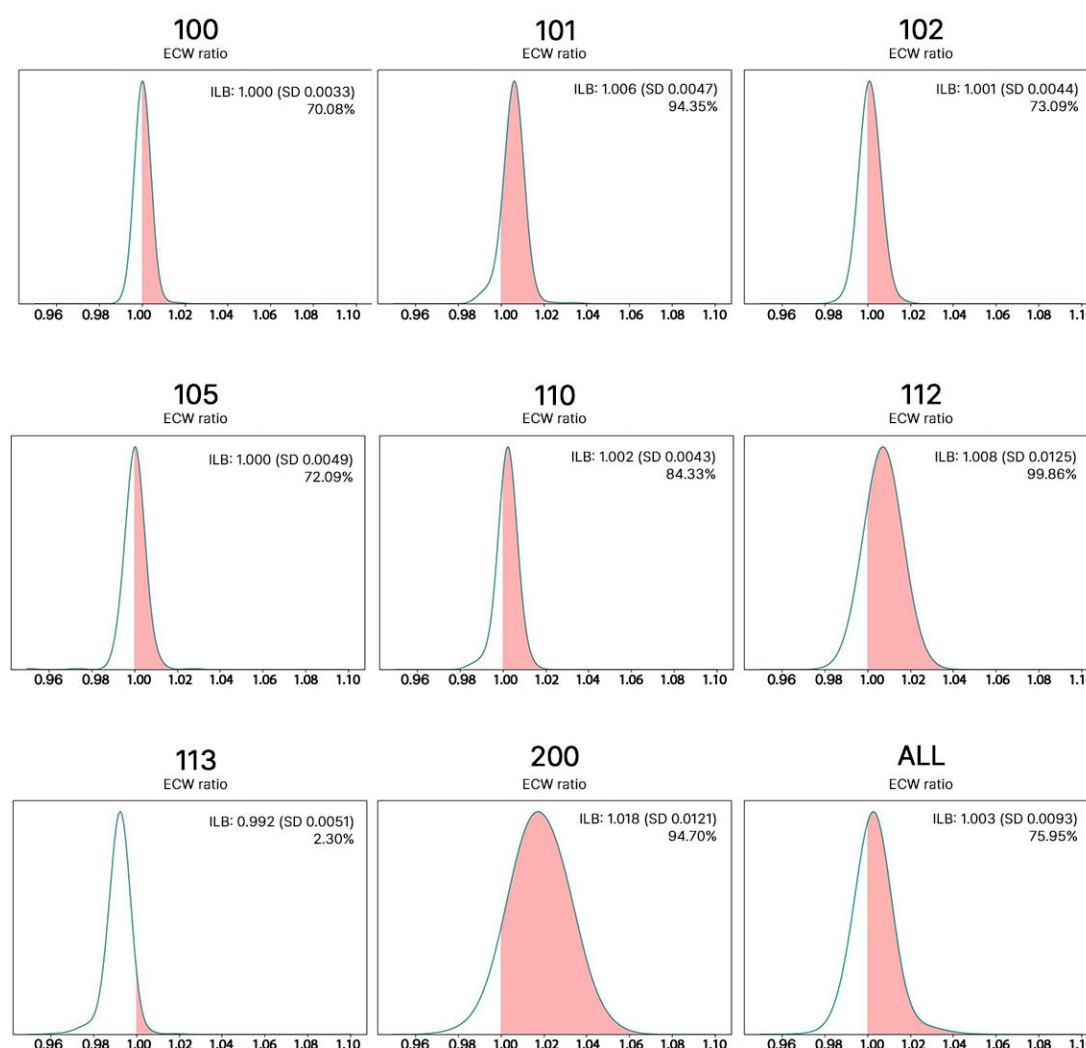 100
ECW ratio
ILB: 1.000 (SD 0.0033)
70.08%
0.96 0.98 1.00 1.02 1.04 1.06 1.08 1.10
101
ECW ratio
ILB: 1.006 (SD 0.0047)
94.35%
0.96 0.98 1.00 1.02 1.04 1.06 1.08 1.10
102
ECW ratio
ILB: 1.001 (SD 0.0044)
73.09%
0.96 0.98 1.00 1.02 1.04 1.06 1.08 1.10
105
ECW ratio
ILB: 1.000 (SD 0.0049)
72.09%
0.96 0.98 1.00 1.02 1.04 1.06 1.08 1.10
110
ECW ratio
ILB: 1.002 (SD 0.0043)
84.33%
0.96 0.98 1.00 1.02 1.04 1.06 1.08 1.10
112
ECW ratio
ILB: 1.008 (SD 0.0125)
99.86%
0.96 0.98 1.00 1.02 1.04 1.06 1.08 1.10
113
ECW ratio
ILB: 0.992 (SD 0.0051)
2.30%
0.96 0.98 1.00 1.02 1.04 1.06 1.08 1.10
200
ECW ratio
ILB: 1.018 (SD 0.0121)
94.70%
0.96 0.98 1.00 1.02 1.04 1.06 1.08 1.10
ALL
ECW ratio
ILB: 1.003 (SD 0.0093)
75.95%
0.96 0.98 1.00 1.02 1.04 1.06 1.08 1.10